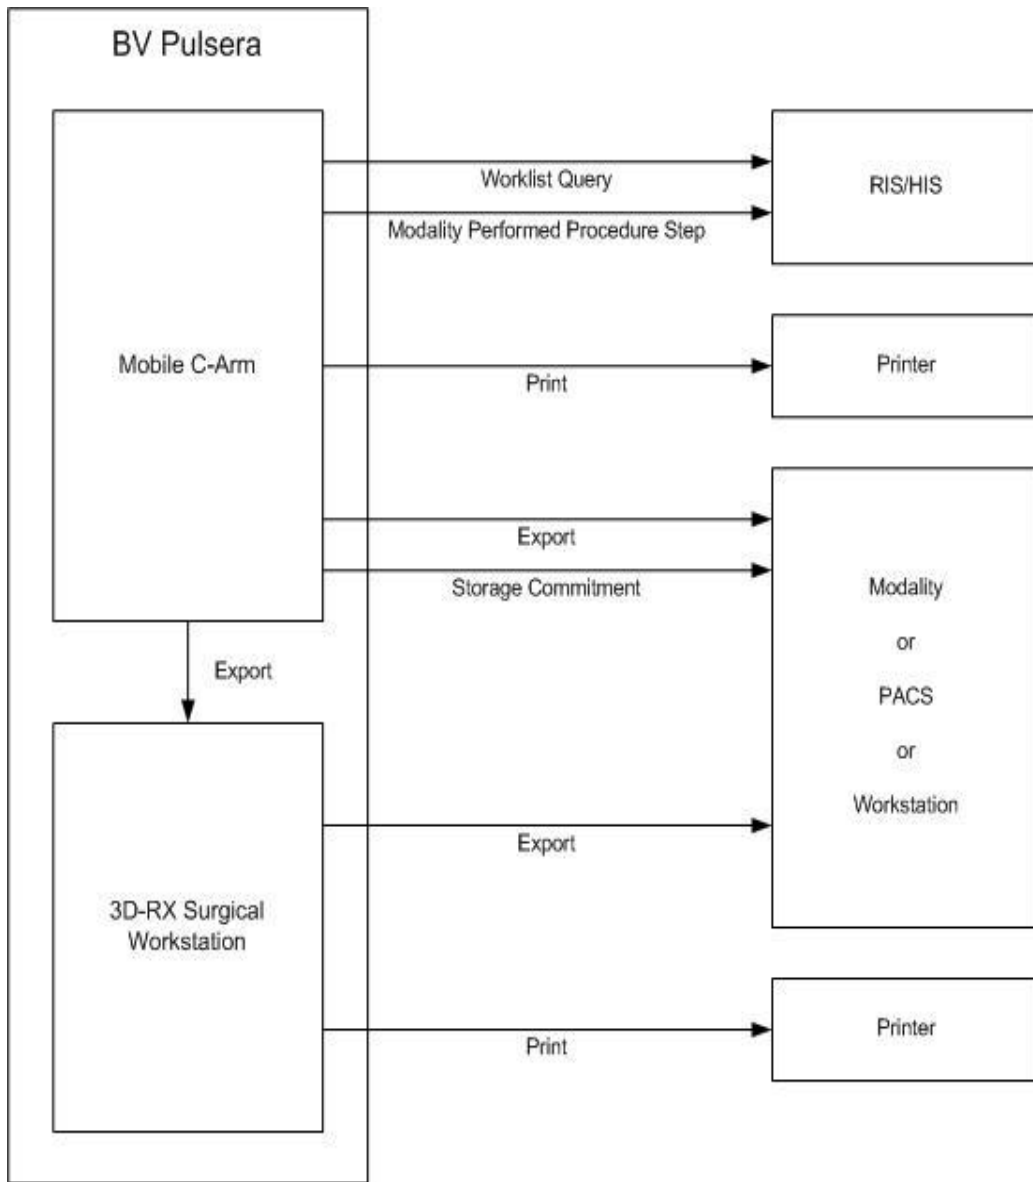 BV Pulsera
Worklist Query
RIS/HIS
Modality Performed Procedure Step
Mobile C-Arm
Printer
Print
Export
Storage Commitment
Modality
or
PACS
or
Workstation
Export
Export
3D-RX Surgical
Workstation
Printer
Print